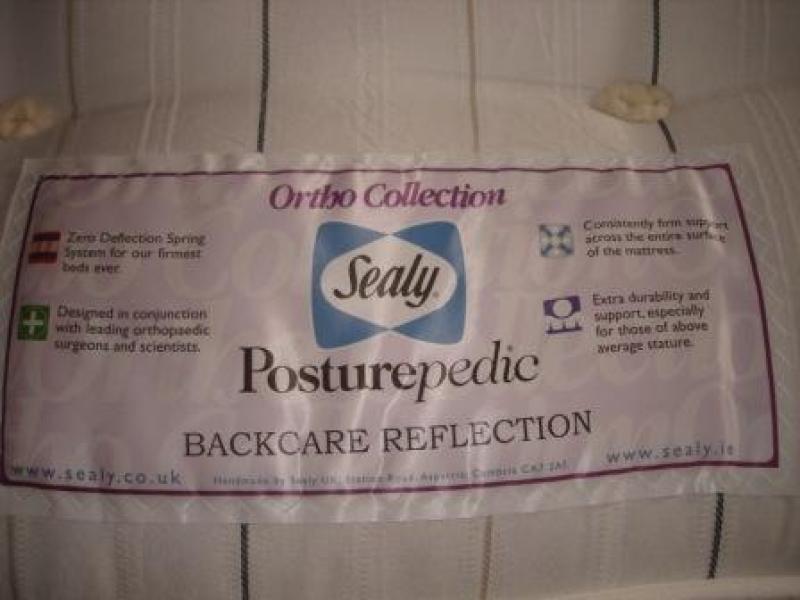 Ortho Collection
Zero Deflection Spring
System for our firmest
beds ever.
Designed in conjunction
with leading orthopaedic
surgeons and scientists.
Sealy
Posturepedic
Consistently firm support
across the entire surface
of the mattress.
Extra durability and
support, especially
for those of above
average stature.
BACKCARE REFLECTION
www.sealy.co.uk
Handmade by Sealy UK, Station Road, Aspatria, Cumbria CA7 2AS
www.sealy.ie